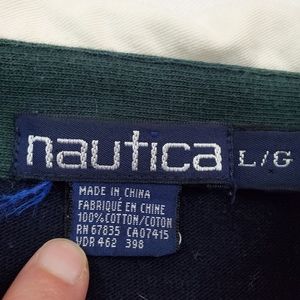 nautica
L/G
MADE IN CHINA
FABRIQUÉ EN CHINE
100% COTTON/COTON
RN 67835 CA07415
VDR 462 398